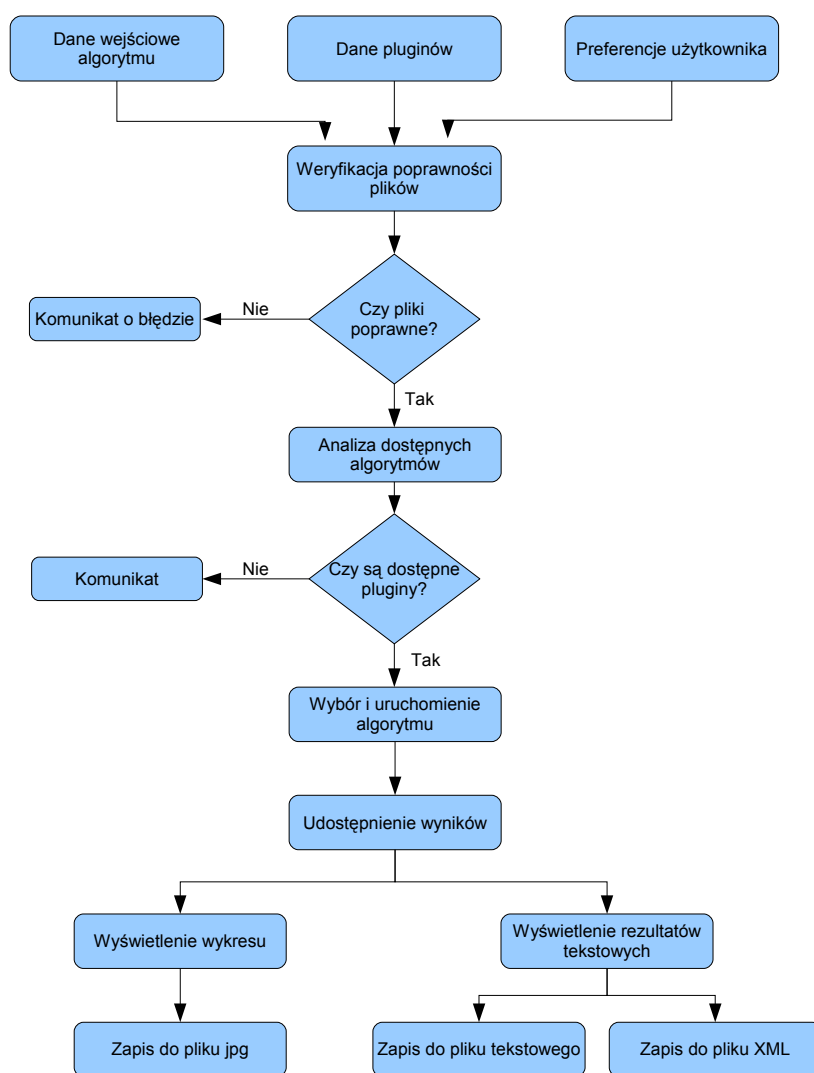 Dane wejściowe
algorytmu
Dane pluginów
Preferencje użytkownika
Weryfikacja poprawności
plików
Czy pliki
poprawne?
Nie
Komunikat o błędzie
Tak
Analiza dostępnych
algorytmów
Czy są dostępne
pluginy?
Nie
Komunikat
Tak
Wybór i uruchomienie
algorytmu
Udostępnienie wyników
Wyświetlenie wykresu
Wyświetlenie rezultatów
tekstowych
Zapis do pliku jpg
Zapis do pliku tekstowego
Zapis do pliku XML